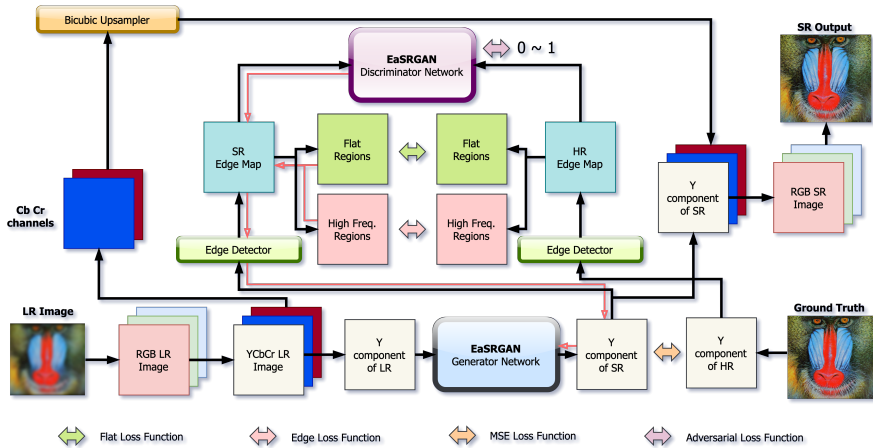 Bicubic Upsampler
SR Output
EaSRGAN
Discriminator Network
0 ~ 1
SR
Edge Map
Flat
Regions
Flat
Regions
HR
Edge Map
Cb Cr
channels
High Freq.
Regions
High Freq.
Regions
Y
component
of SR
RGB SR
Image
Edge Detector
Edge Detector
LR Image
Ground Truth
RGB LR
Image
YCbCr LR
Image
Y
component
of LR
EaSRGAN
Generator Network
Y
component
of SR
Y
component
of HR
Flat Loss Function
Edge Loss Function
MSE Loss Function
Adversarial Loss Function